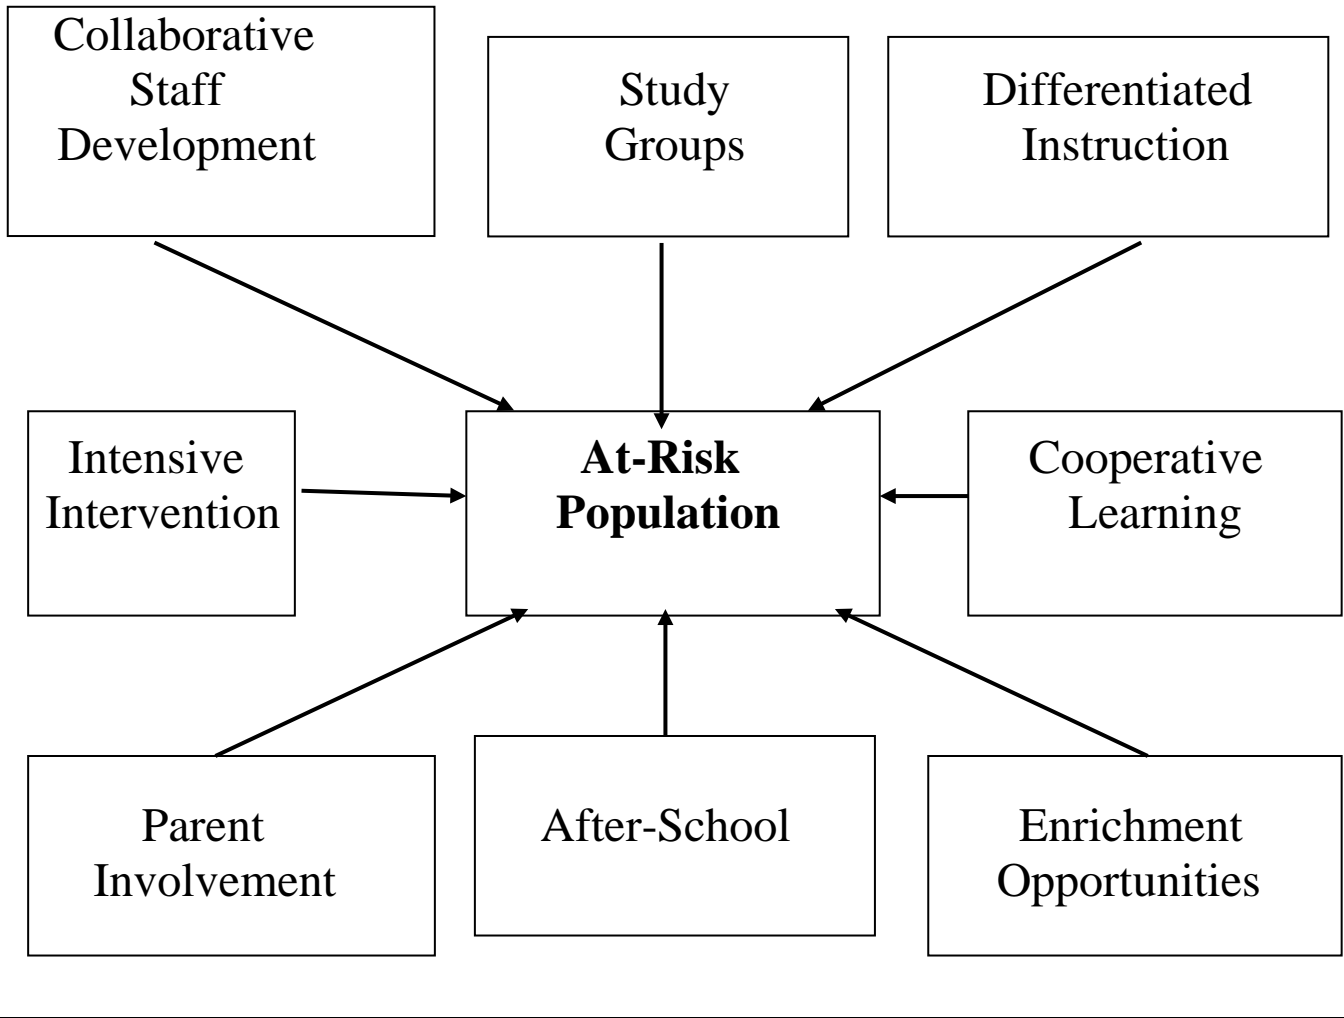 Collaborative
Staff
Development
Study
Groups
Differentiated
Instruction
Intensive
Intervention
At-Risk
Population
Cooperative
Learning
Parent
Involvement
After-School
Enrichment
Opportunities